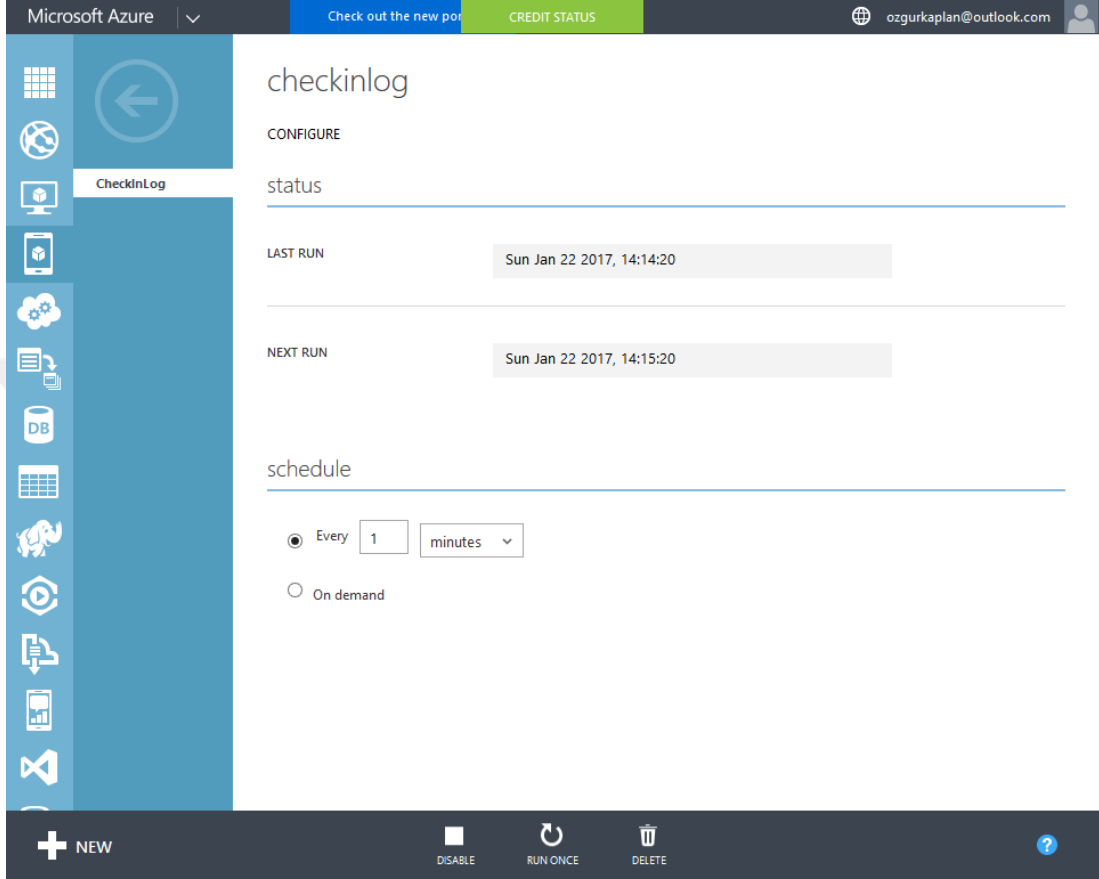 Microsoft Azure
Check out the new por
CREDIT STATUS
ozgurkaplan@outlook.com
checkinlog
CONFIGURE
CheckInLog
status
LAST RUN
Sun Jan 22 2017, 14:14:20
NEXT RUN
Sun Jan 22 2017, 14:15:20
DB
schedule
Every 1 minutes
On demand
NEW
DISABLE
RUN ONCE
DELETE
?